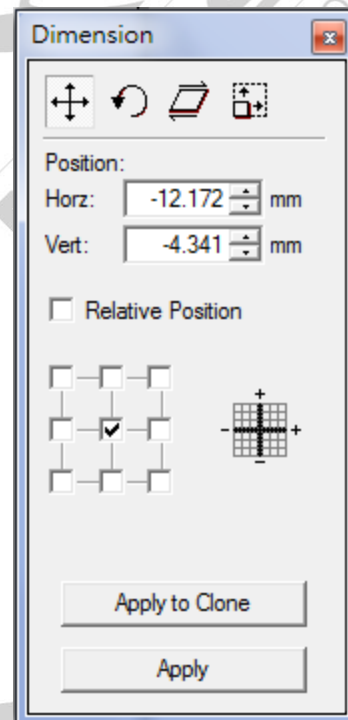 Dimension
Position:
Horz: -12.172 mm
Vert: -4.341 mm
Relative Position
+
- +
-
Apply to Clone
Apply